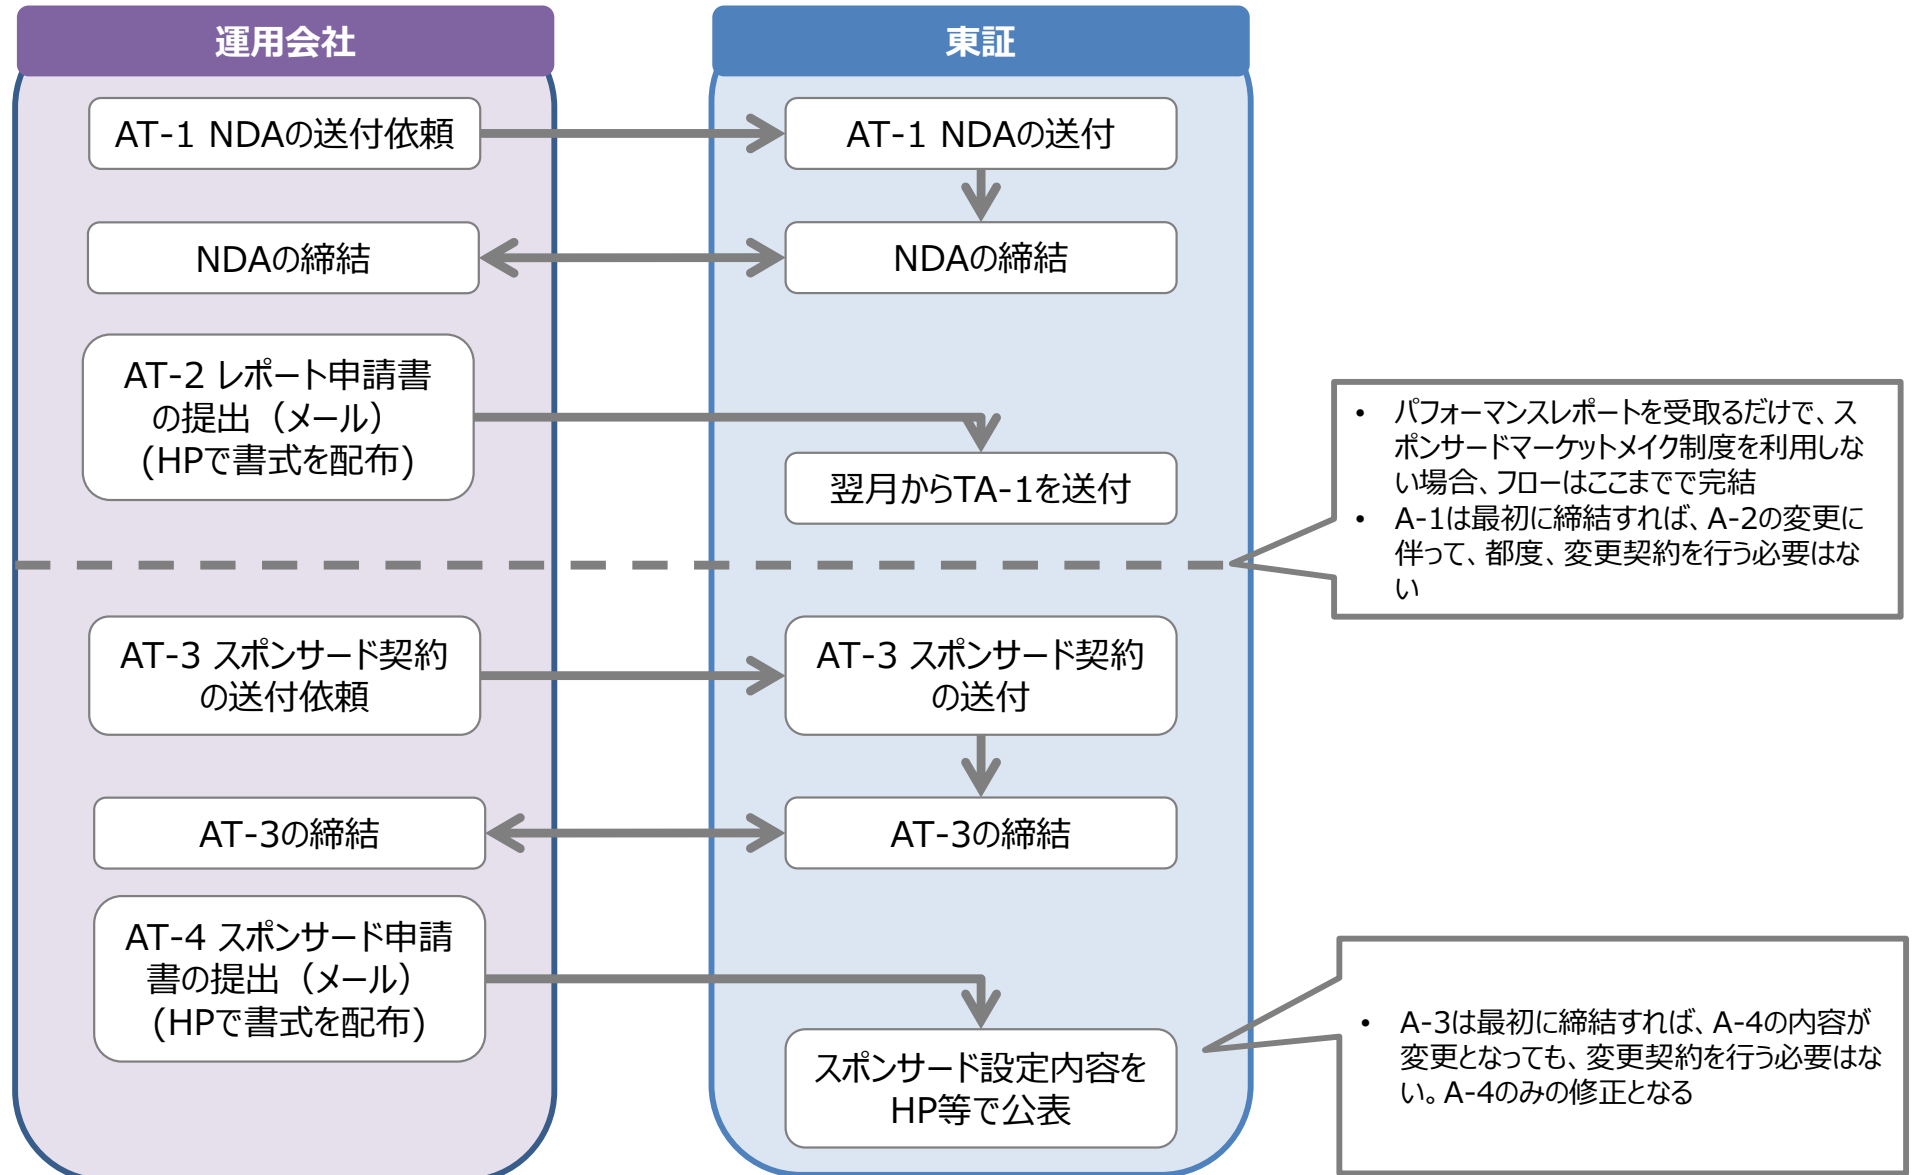 運用会社
東証
AT-1 NDAの送付依頼
AT-1 NDAの送付
NDAの締結
NDAの締結
AT-2 レポート申請書
の提出（メール）
(HPで書式を配布)
翌月からTA-1を送付
• パフォーマンスレポートを受取るだけで、ス
ポンサードマーケットメイク制度を利用しな
い場合、フローはここまでで完結
• A-1は最初に締結すれば、A-2の変更に
伴って、都度、変更契約を行う必要はな
い
AT-3 スポンサード契約
の送付依頼
AT-3 スポンサード契約
の送付
AT-3の締結
AT-3の締結
AT-4 スポンサード申請
書の提出（メール）
(HPで書式を配布)
スポンサード設定内容を
HP等で公表
• A-3は最初に締結すれば、A-4の内容が
変更となっても、変更契約を行う必要はな
い。A-4のみの修正となる